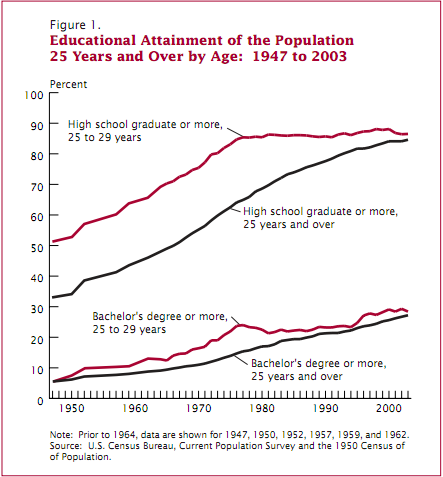 Figure 1.
Educational Attainment of the Population
25 Years and Over by Age: 1947 to 2003
Percent
100
90
80
70
60
50
40
30
20
10
0
High school graduate or more,
25 to 29 years
High school graduate or more,
25 years and over
Bachelor's degree or more,
25 to 29 years
Bachelor's degree or more,
25 years and over
1950 1960 1970 1980 1990 2000
Note: Prior to 1964, data are shown for 1947, 1950, 1952, 1957, 1959, and 1962.
Source: U.S. Census Bureau, Current Population Survey and the 1950 Census of
of Population.